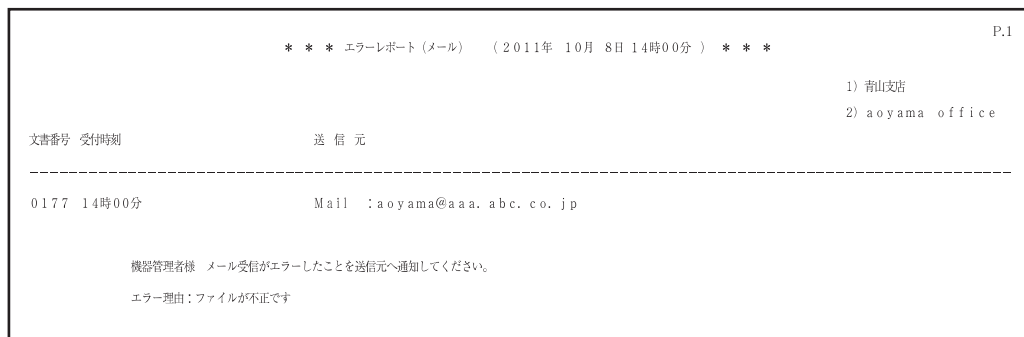 P.1
＊ ＊ ＊ エラーレポート（メール） （ 2011年 10月 8日 14時00分 ） ＊ ＊ ＊
1）青山支店
2）aoyama office
文書番号 受付時刻 送 信 元
0177 14時00分 Mail ：aoyama@aaa.abc.co.jp
機器管理者様 メール受信がエラーしたことを送信元へ通知してください。
エラー理由：ファイルが不正です